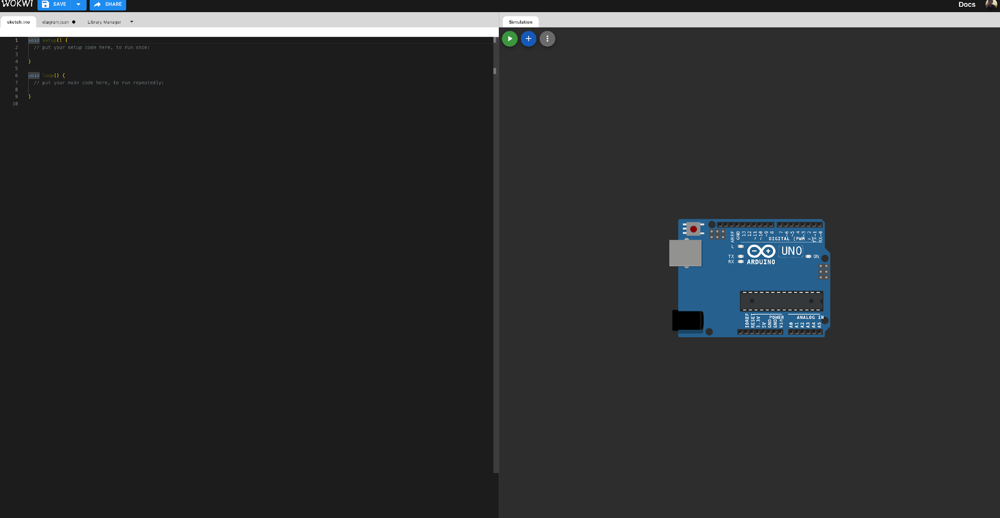 WOKWI SAVE SHARE Docs
sketch.ino diagram.json Library Manager Simulation
1 void setup() {
2 // put your setup code here, to run once:
3
4 }
5
6 void loop() {
7 // put your main code here, to run repeatedly:
8
9 }
10
AREF GND 13 12 ~11 ~10 ~9 8 7 ~6 ~5 4 ~3 2 TX→1 RX←0
DIGITAL (PWM ~)
L
UNO
TX ON
RX ARDUINO
POWER ANALOG IN
IOREF RESET 3.3V 5V GND GND Vin A0 A1 A2 A3 A4 A5